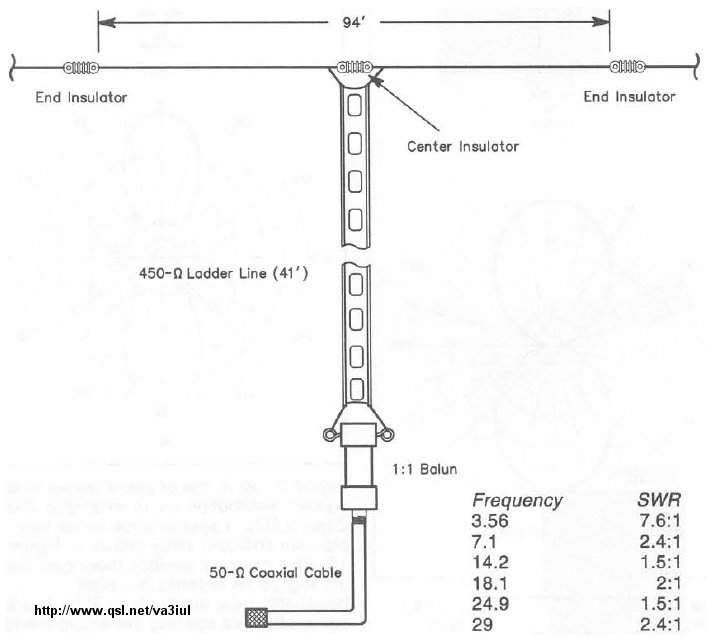 94'
End Insulator
End Insulator
Center Insulator
450-Ω Ladder Line (41')
1:1 Balun
50-Ω Coaxial Cable
Frequency SWR
3.56 7.6:1
7.1 2.4:1
14.2 1.5:1
18.1 2:1
24.9 1.5:1
29 2.4:1
http://www.qsl.net/va3iul